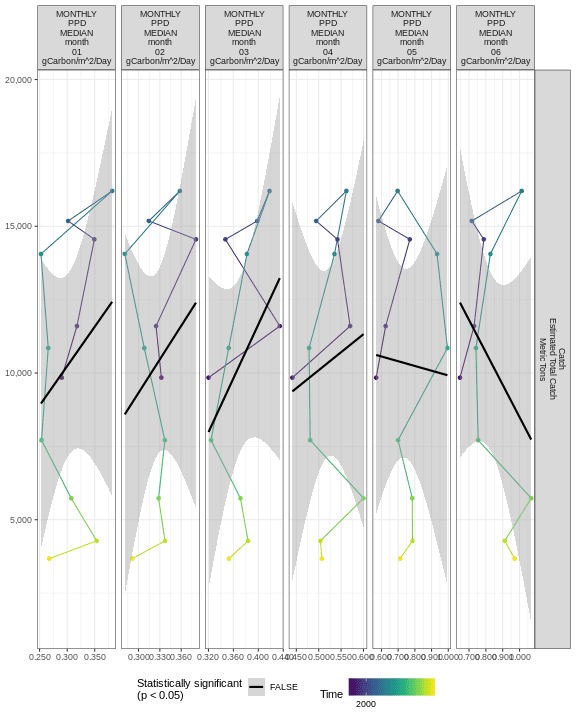 MONTHLY
PPD
MEDIAN
month
01
gCarbon/m^2/Day
MONTHLY
PPD
MEDIAN
month
02
gCarbon/m^2/Day
MONTHLY
PPD
MEDIAN
month
03
gCarbon/m^2/Day
MONTHLY
PPD
MEDIAN
month
04
gCarbon/m^2/Day
MONTHLY
PPD
MEDIAN
month
05
gCarbon/m^2/Day
MONTHLY
PPD
MEDIAN
month
06
gCarbon/m^2/Day
20,000
15,000
10,000
5,000
Catch
Estimated Total Catch
Metric Tons
0.250 0.300 0.350
0.300 0.330 0.360
0.320 0.360 0.400 0.440
0.450 0.500 0.550 0.600
0.600 0.700 0.800 0.900 1.000
0.700 0.800 0.900 1.000
Statistically significant
(p < 0.05)
FALSE
Time
2000